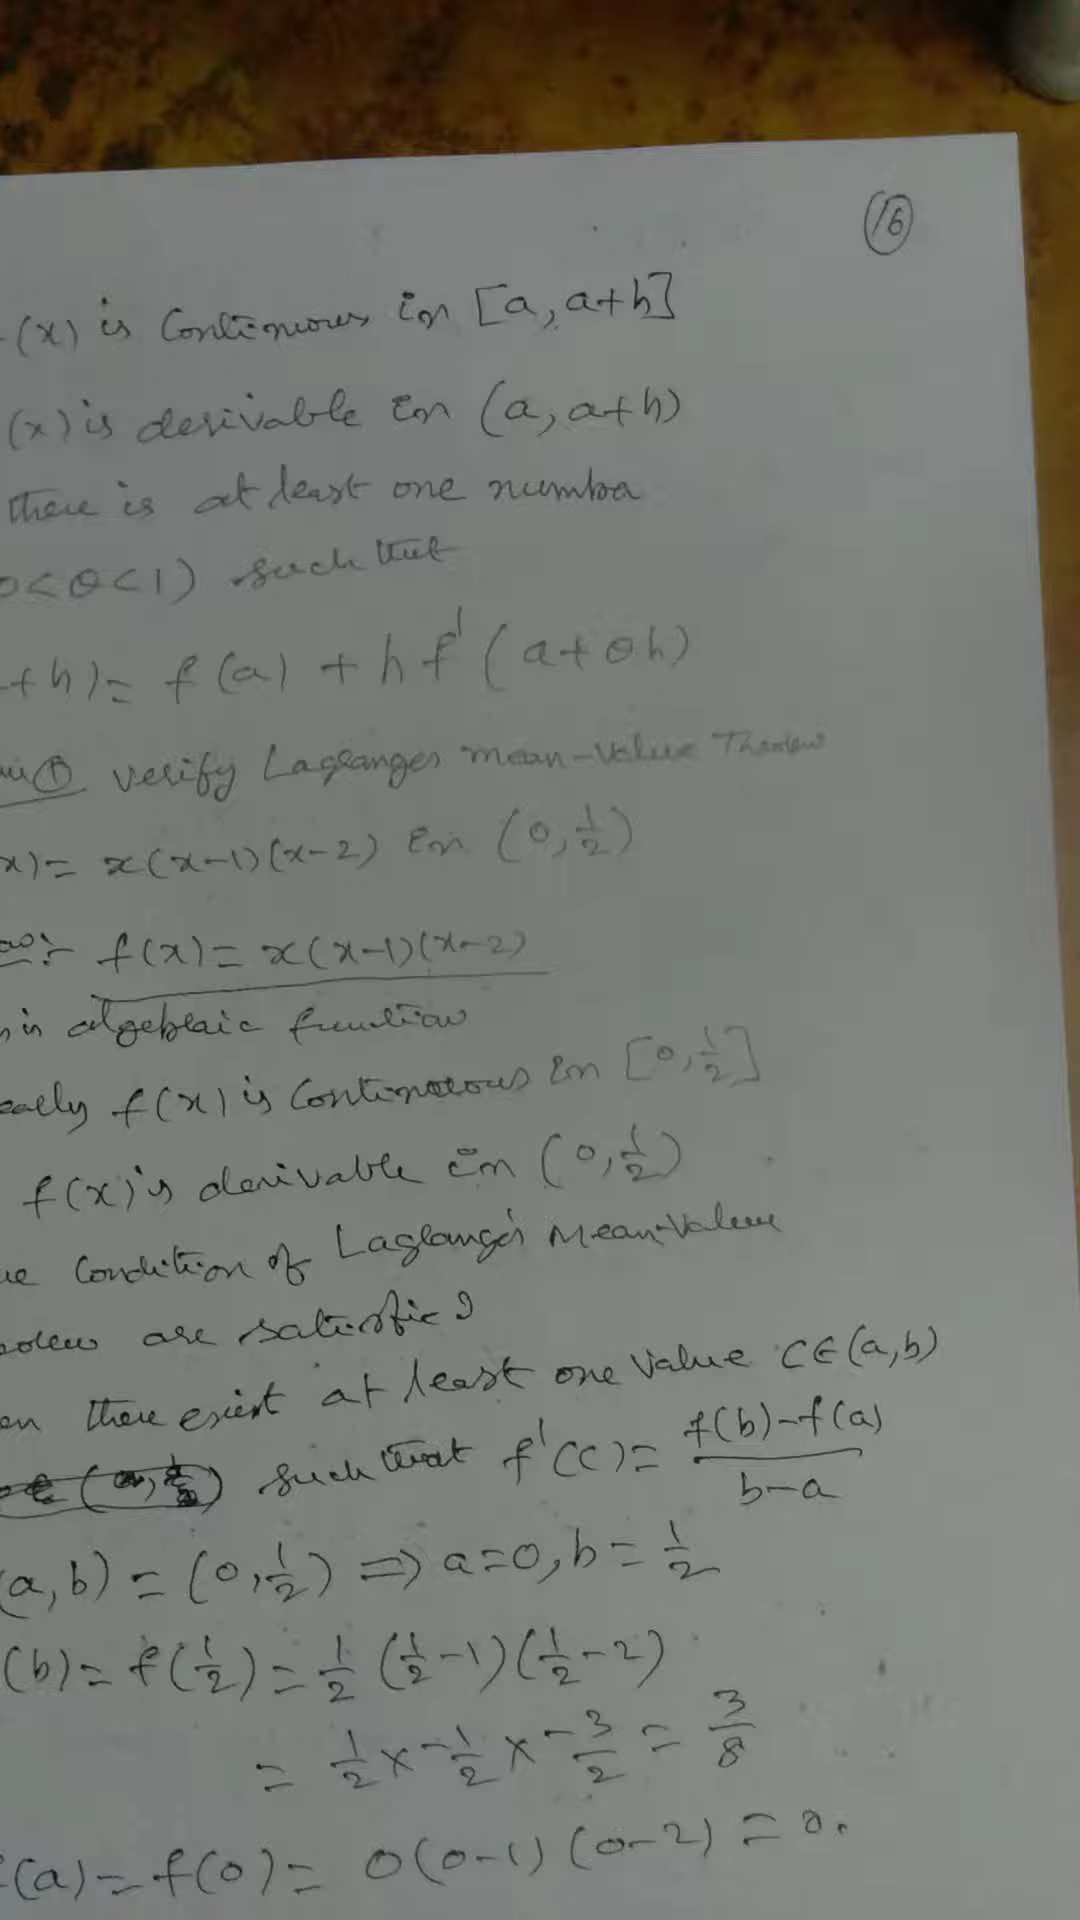 16
(x) is Continuous in [a, a+h]
(x) is derivable in (a, a+h)
there is at least one numba
0<θ<1) such that
+h) = f(a) + h f'(a+θh)
verify Lagranges mean-Value Theorem
x) = x(x-1)(x-2) in (0, 1/2)
f(x) = x(x-1)(x-2)
is algebraic function
f(x) is Continuous in [0, 1/2]
f(x) is derivable in (0, 1/2)
Condition of Lagrange's Mean-Value
are satisfied
en there exist at least one value C∈(a,b)
such that f'(c) = f(b)-f(a)/b-a
(a, b) = (0, 1/2) ⇒ a=0, b = 1/2
(b) = f(1/2) = 1/2 (1/2-1)(1/2-2)
= 1/2 x -1/2 x -3/2 = 3/8
(a) = f(0) = 0(0-1)(0-2) = 0.